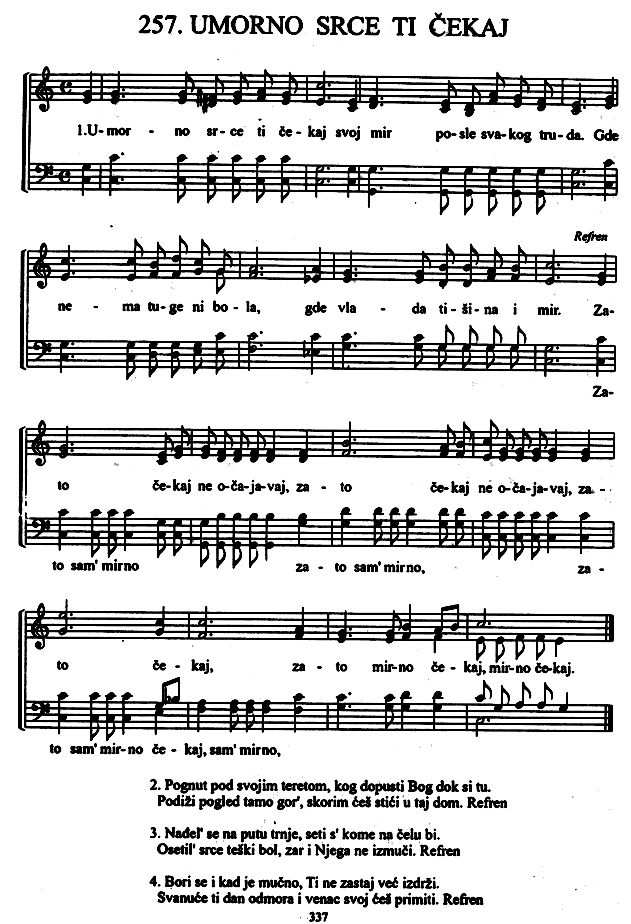 257. UMORNO SRCE TI ČEKAJ
1.U- mor - no sr- ce ti če - kaj svoj mir po- sle sva- kog tru- da. Gde
Refren
ne - ma tu- ge ni bo- la, gde vla - da ti- ši- na i mir. Za-
Za-
to če- kaj ne o-ča-ja-vaj, za - to če- kaj ne o-ča-ja-vaj, za -
to sam' mirno za - to sam' mirno, za -
to če - kaj, za - to mir-no če - kaj, mir-no če-kaj.
to sam' mir-no če - kaj, sam' mirno,
2. Pognut pod svojim teretom, kog dopusti Bog dok si tu.
Podiži pogled tamo gor', skorim ćeš stići u taj dom. Refren
3. Nađel' se na putu trnje, seti s' kome na čelu bi.
Osetil' srce teški bol, zar i Njega ne izmuči. Refren
4. Bori se i kad je mučno, Ti ne zastaj već izdrži.
Svanuće ti dan odmora i venac svoj ćeš primiti. Refren
337